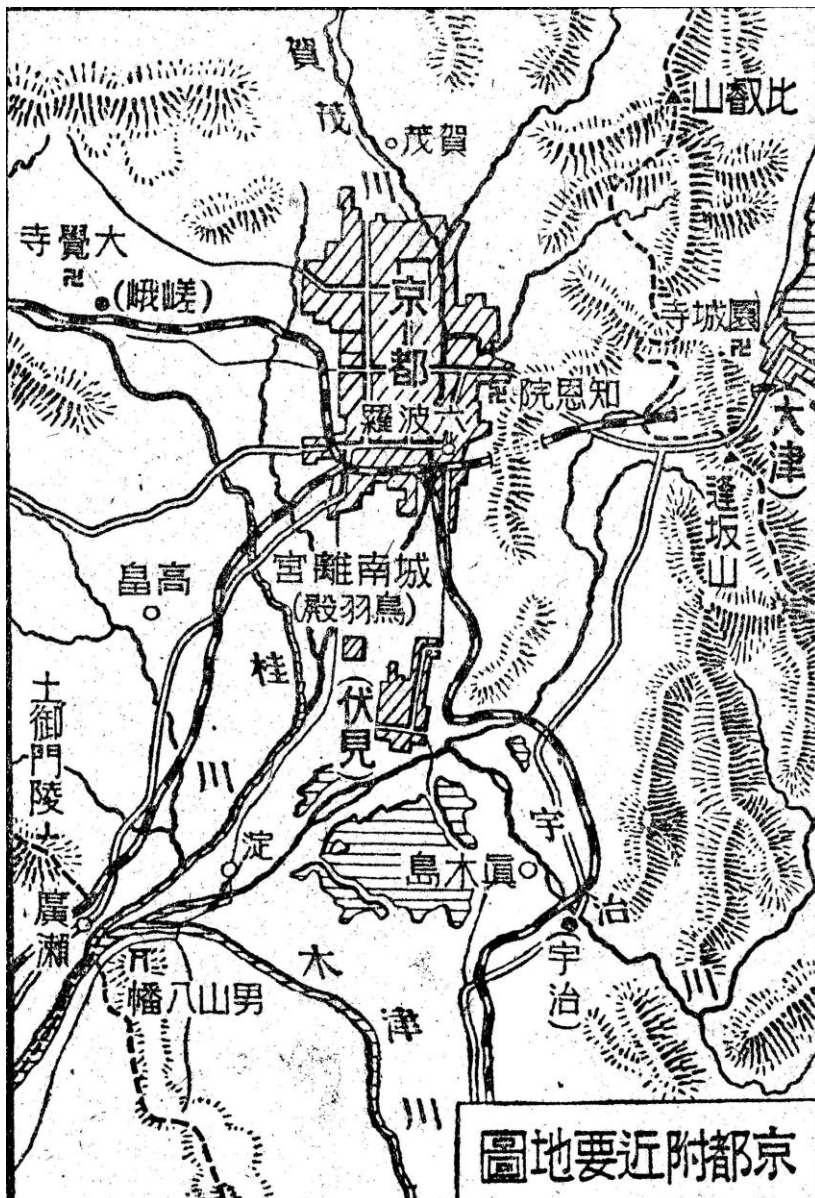 京都附近要地圖
賀茂川
賀茂
比叡山
大覺寺
(嵯峨)
京都
園城寺
知恩院
六波羅
(大津)
逢坂山
城南離宮
(鳥羽殿)
高畠
桂川
(伏見)
土御門陵
淀
眞木島
宇治川
(宇治)
廣瀨
男山八幡
木津川